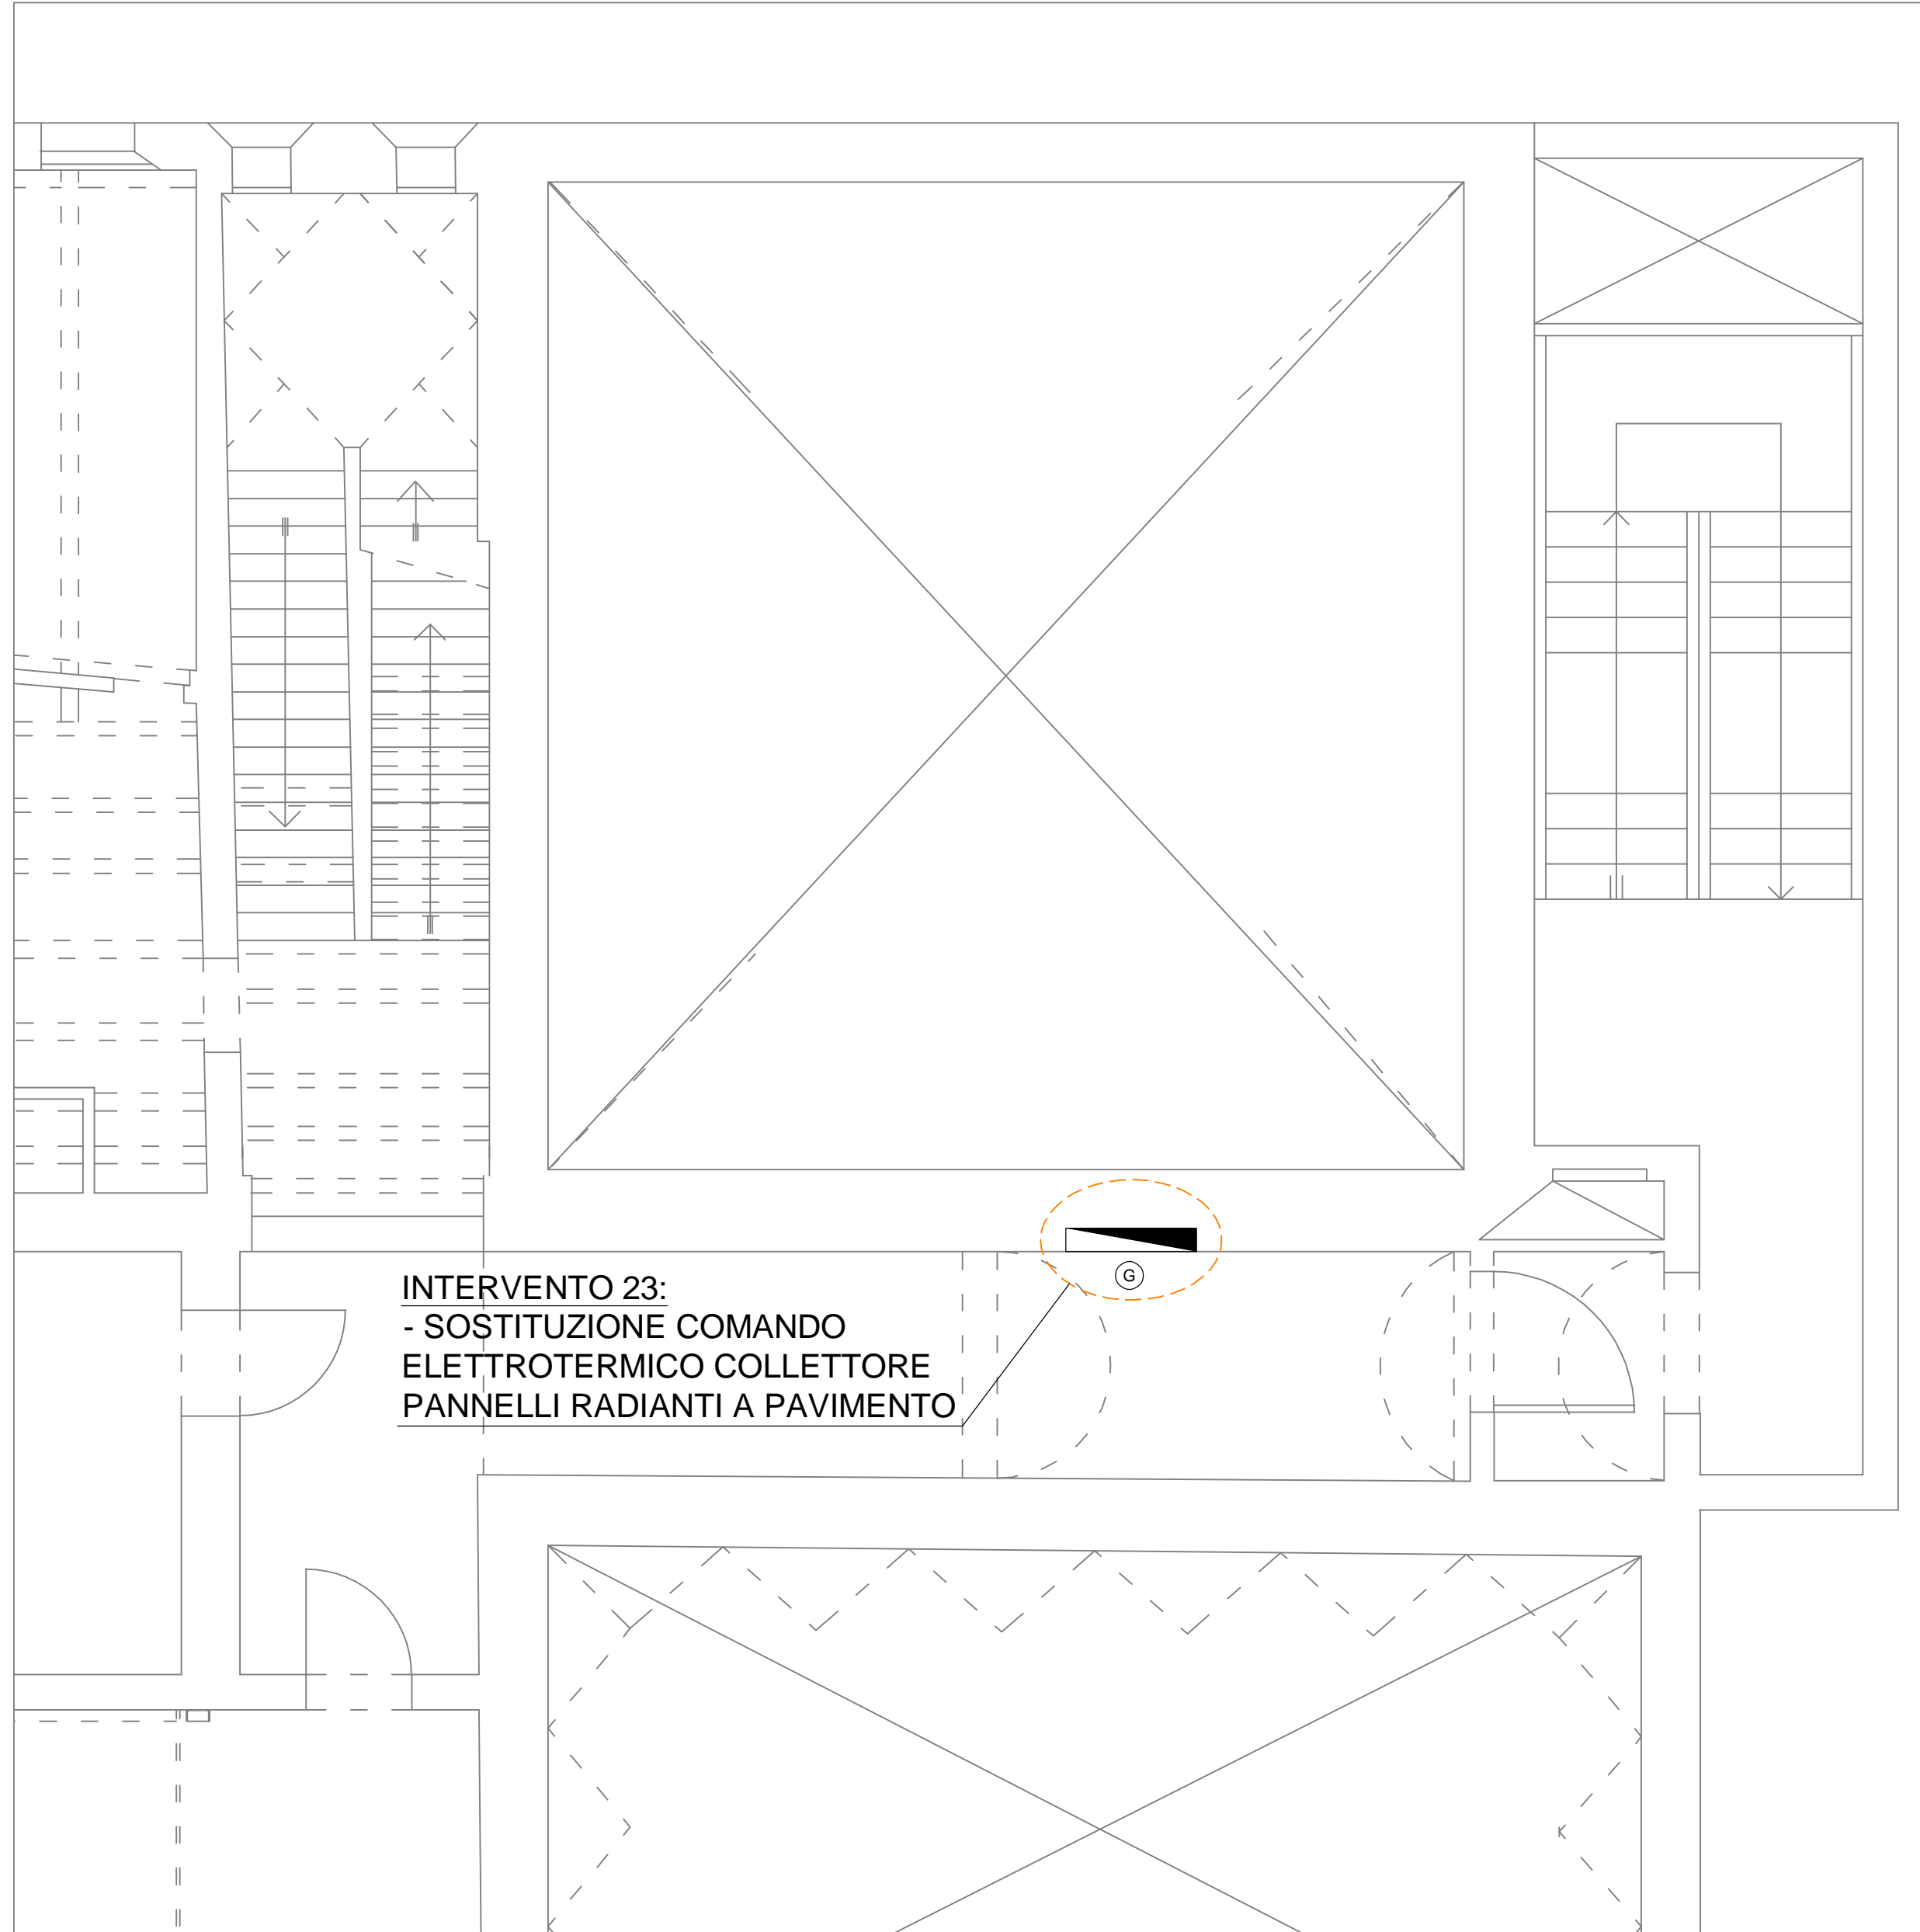 INTERVENTO 23:
- SOSTITUZIONE COMANDO
ELETTROTERMICO COLLETTORE
PANNELLI RADIANTI A PAVIMENTO
G